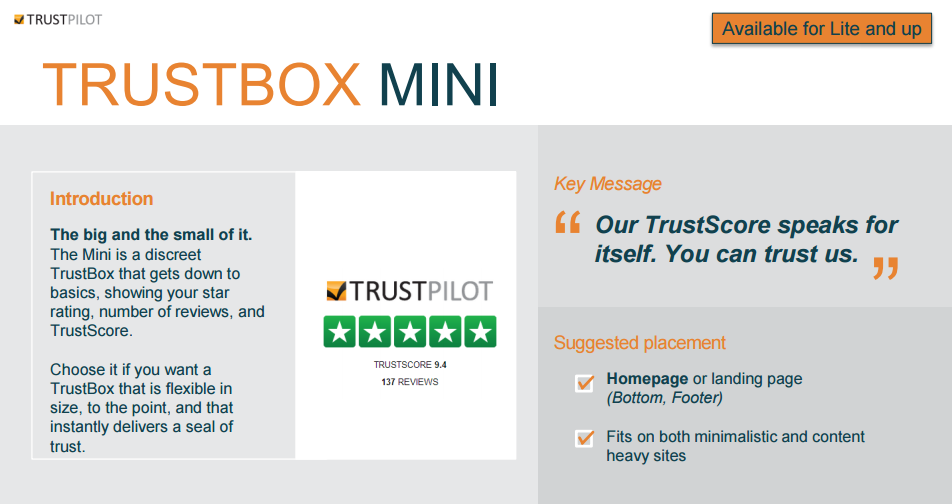 TRUSTPILOT
Available for Lite and up
TRUSTBOX MINI
Introduction
The big and the small of it.
The Mini is a discreet
TrustBox that gets down to
basics, showing your star
rating, number of reviews, and
TrustScore.
Choose it if you want a
TrustBox that is flexible in
size, to the point, and that
instantly delivers a seal of
trust.
TRUSTPILOT
TRUSTSCORE 9.4
137 REVIEWS
Key Message
“ Our TrustScore speaks for
itself. You can trust us. ”
Suggested placement
Homepage or landing page
(Bottom, Footer)
Fits on both minimalistic and content
heavy sites